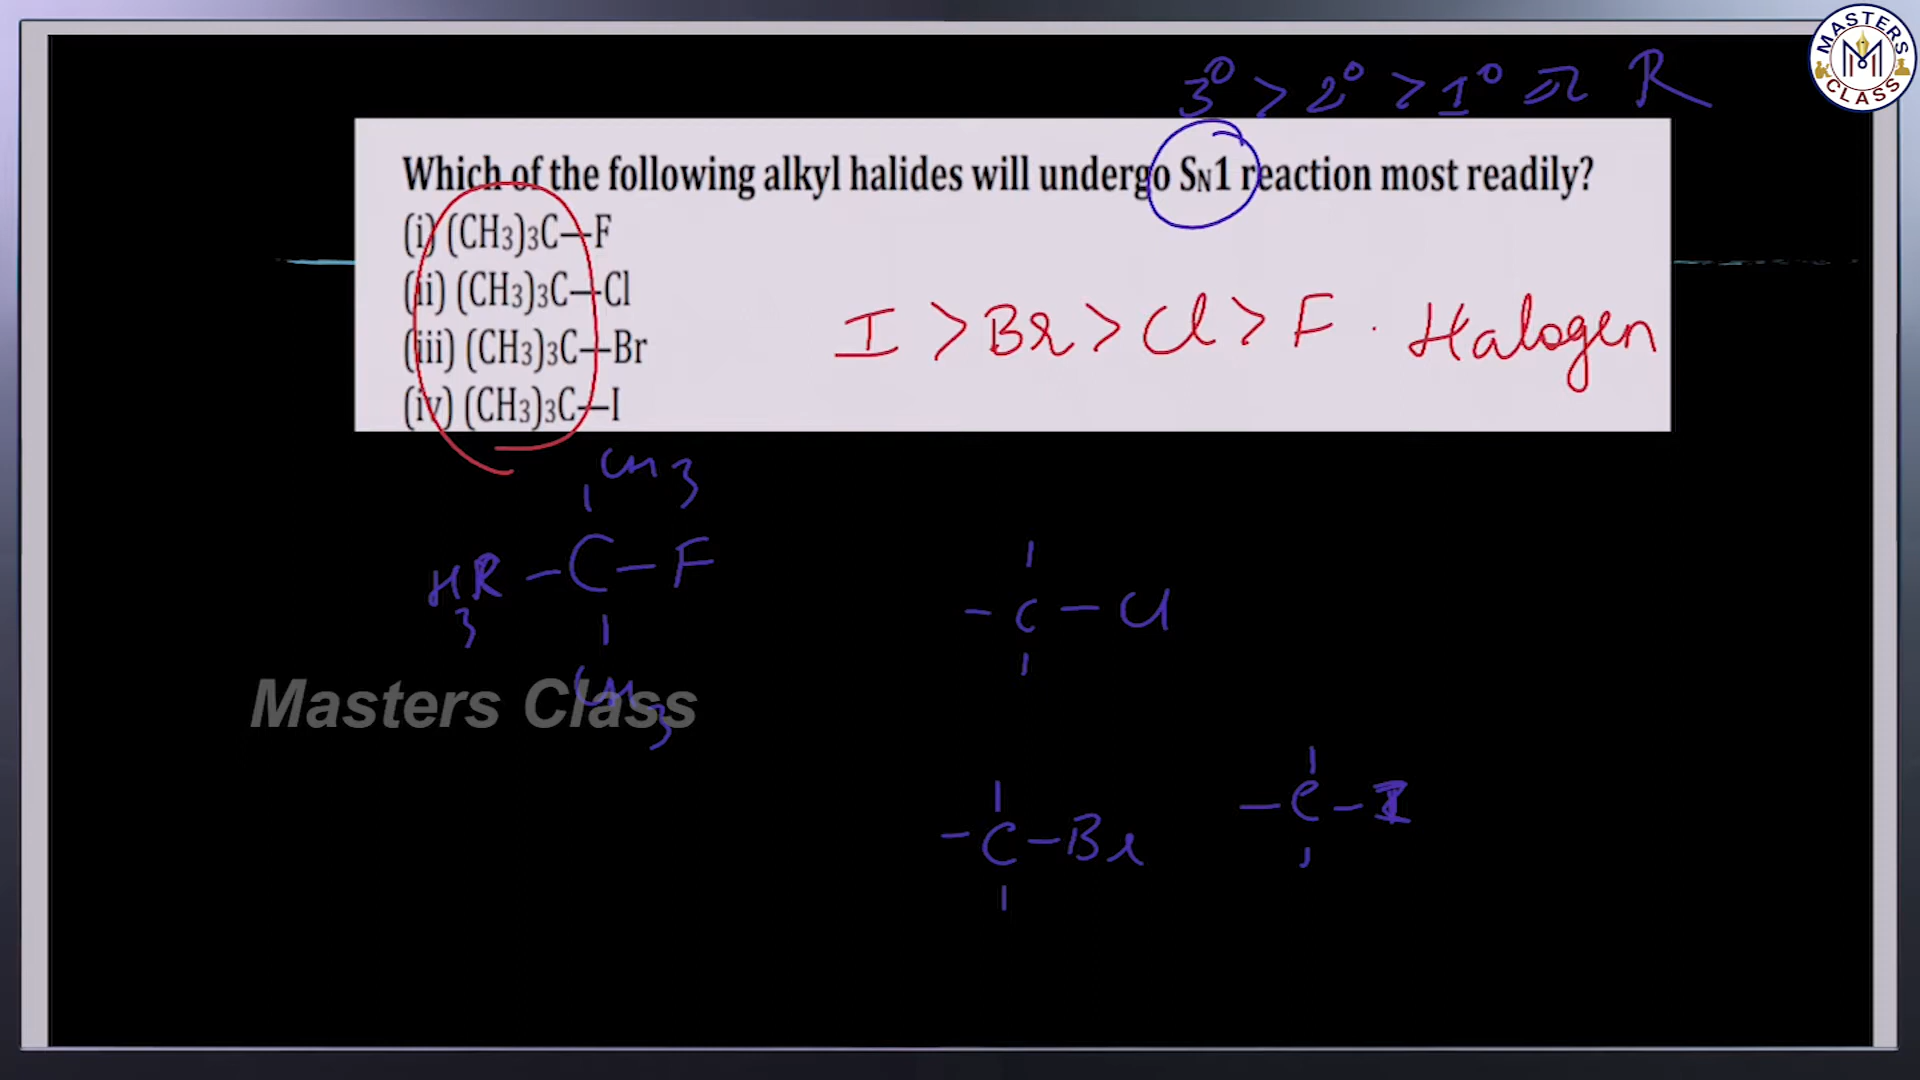 MASTERS
CLASS
3° > 2° > 1° R
Which of the following alkyl halides will undergo SN1 reaction most readily?
(i) (CH3)3C—F
(ii) (CH3)3C—Cl
(iii) (CH3)3C—Br
(iv) (CH3)3C—I
I > Br > Cl > F . Halogen
CH3
H3 – C – F
CH3
– C – Cl
Masters Class
– C – I
– C – Br